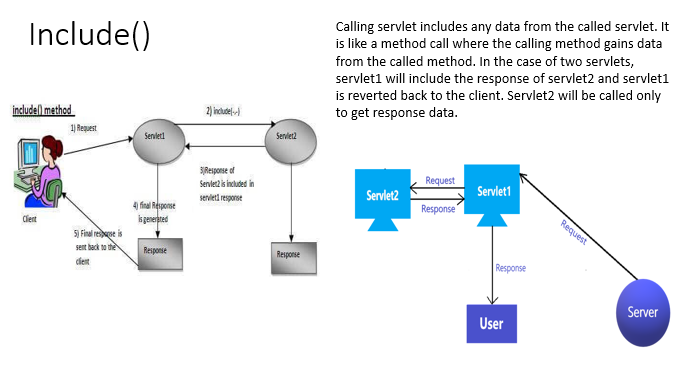 Include()
Calling servlet includes any data from the called servlet. It
is like a method call where the calling method gains data
from the called method. In the case of two servlets,
servlet1 will include the response of servlet2 and servlet1
is reverted back to the client. Servlet2 will be called only
to get response data.
include() method
1) Request
2) include(-,-)
Servlet1
Servlet2
3)Response of
Servlet2 is included in
servlet1 response
4) final Response
is generated
Client
5) Final response is
sent back to the
client
Response
Response
Request
Servlet2
Servlet1
Response
Request
Response
User
Server